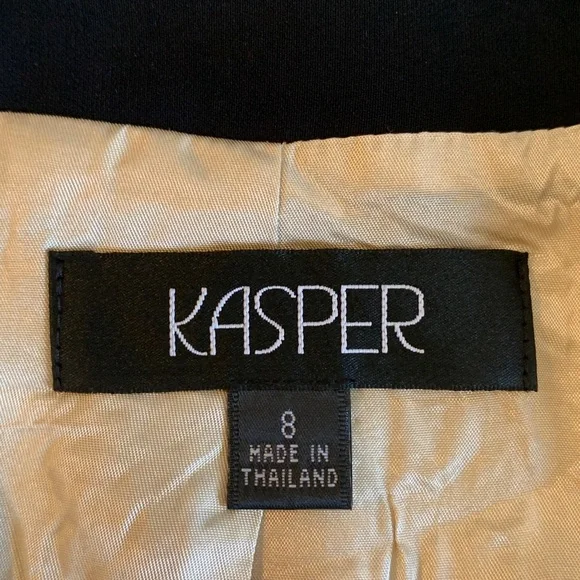 KASPER
8
MADE IN
THAILAND